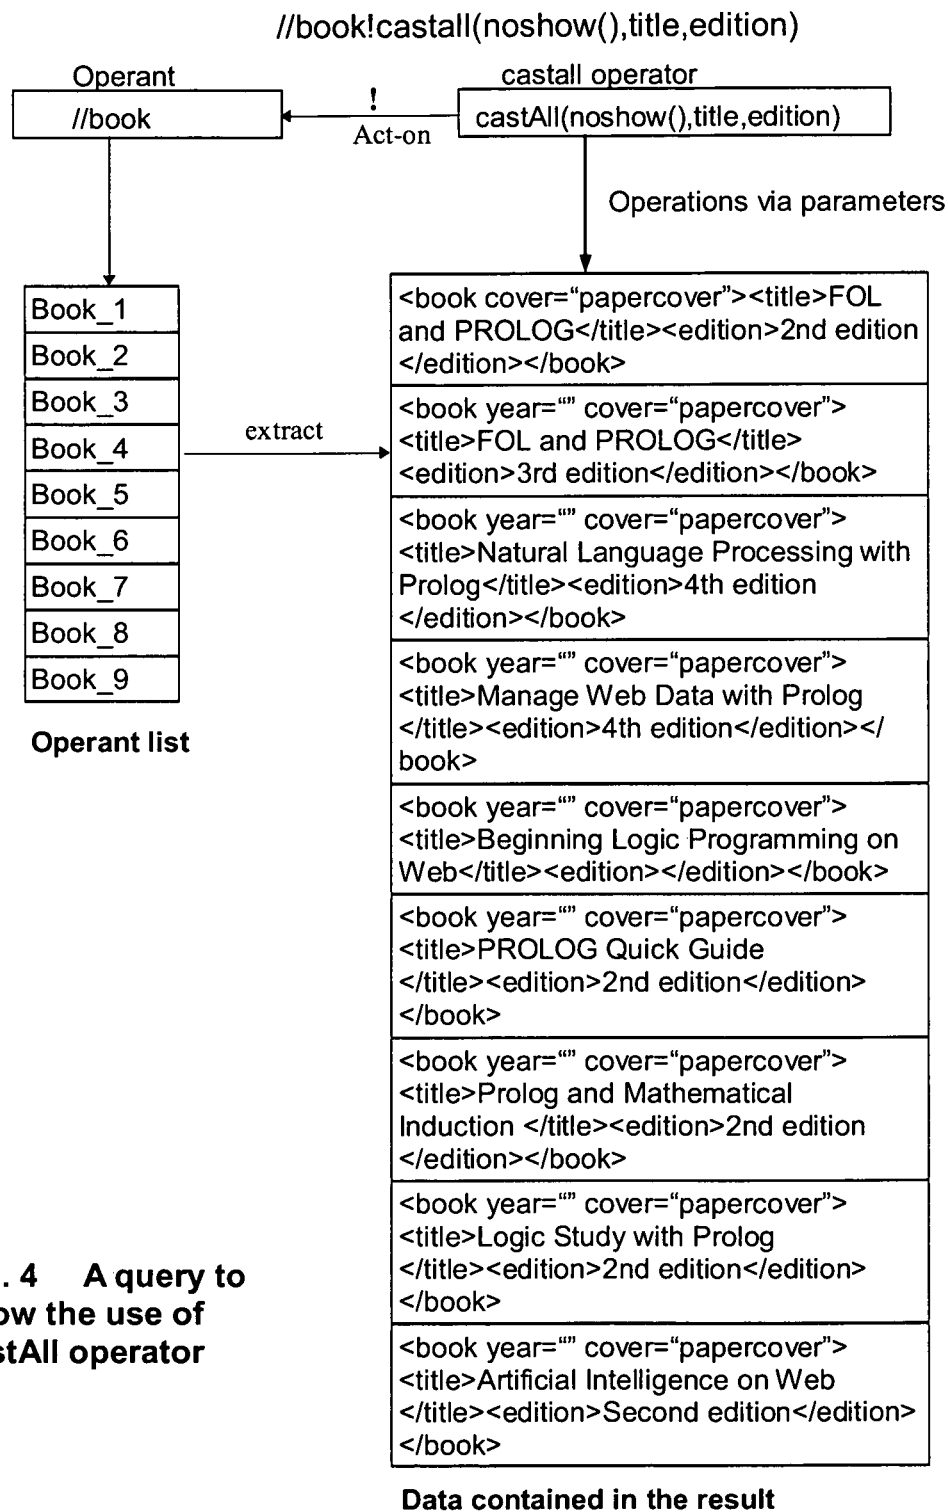 //book!castall(noshow(),title,edition)
Operant
castall operator
//book
!
Act-on
castAll(noshow(),title,edition)
Operations via parameters
Book_1
Book_2
Book_3
Book_4
Book_5
Book_6
Book_7
Book_8
Book_9
Operant list
extract
<book cover="papercover"><title>FOL
and PROLOG</title><edition>2nd edition
</edition></book>
<book year="" cover="papercover">
<title>FOL and PROLOG</title>
<edition>3rd edition</edition></book>
<book year="" cover="papercover">
<title>Natural Language Processing with
Prolog</title><edition>4th edition
</edition></book>
<book year="" cover="papercover">
<title>Manage Web Data with Prolog
</title><edition>4th edition</edition></
book>
<book year="" cover="papercover">
<title>Beginning Logic Programming on
Web</title><edition></edition></book>
<book year="" cover="papercover">
<title>PROLOG Quick Guide
</title><edition>2nd edition</edition>
</book>
<book year="" cover="papercover">
<title>Prolog and Mathematical
Induction </title><edition>2nd edition
</edition></book>
<book year="" cover="papercover">
<title>Logic Study with Prolog
</title><edition>2nd edition</edition>
</book>
<book year="" cover="papercover">
<title>Artificial Intelligence on Web
</title><edition>Second edition</edition>
</book>
Data contained in the result
. 4 A query to
ow the use of
stAll operator